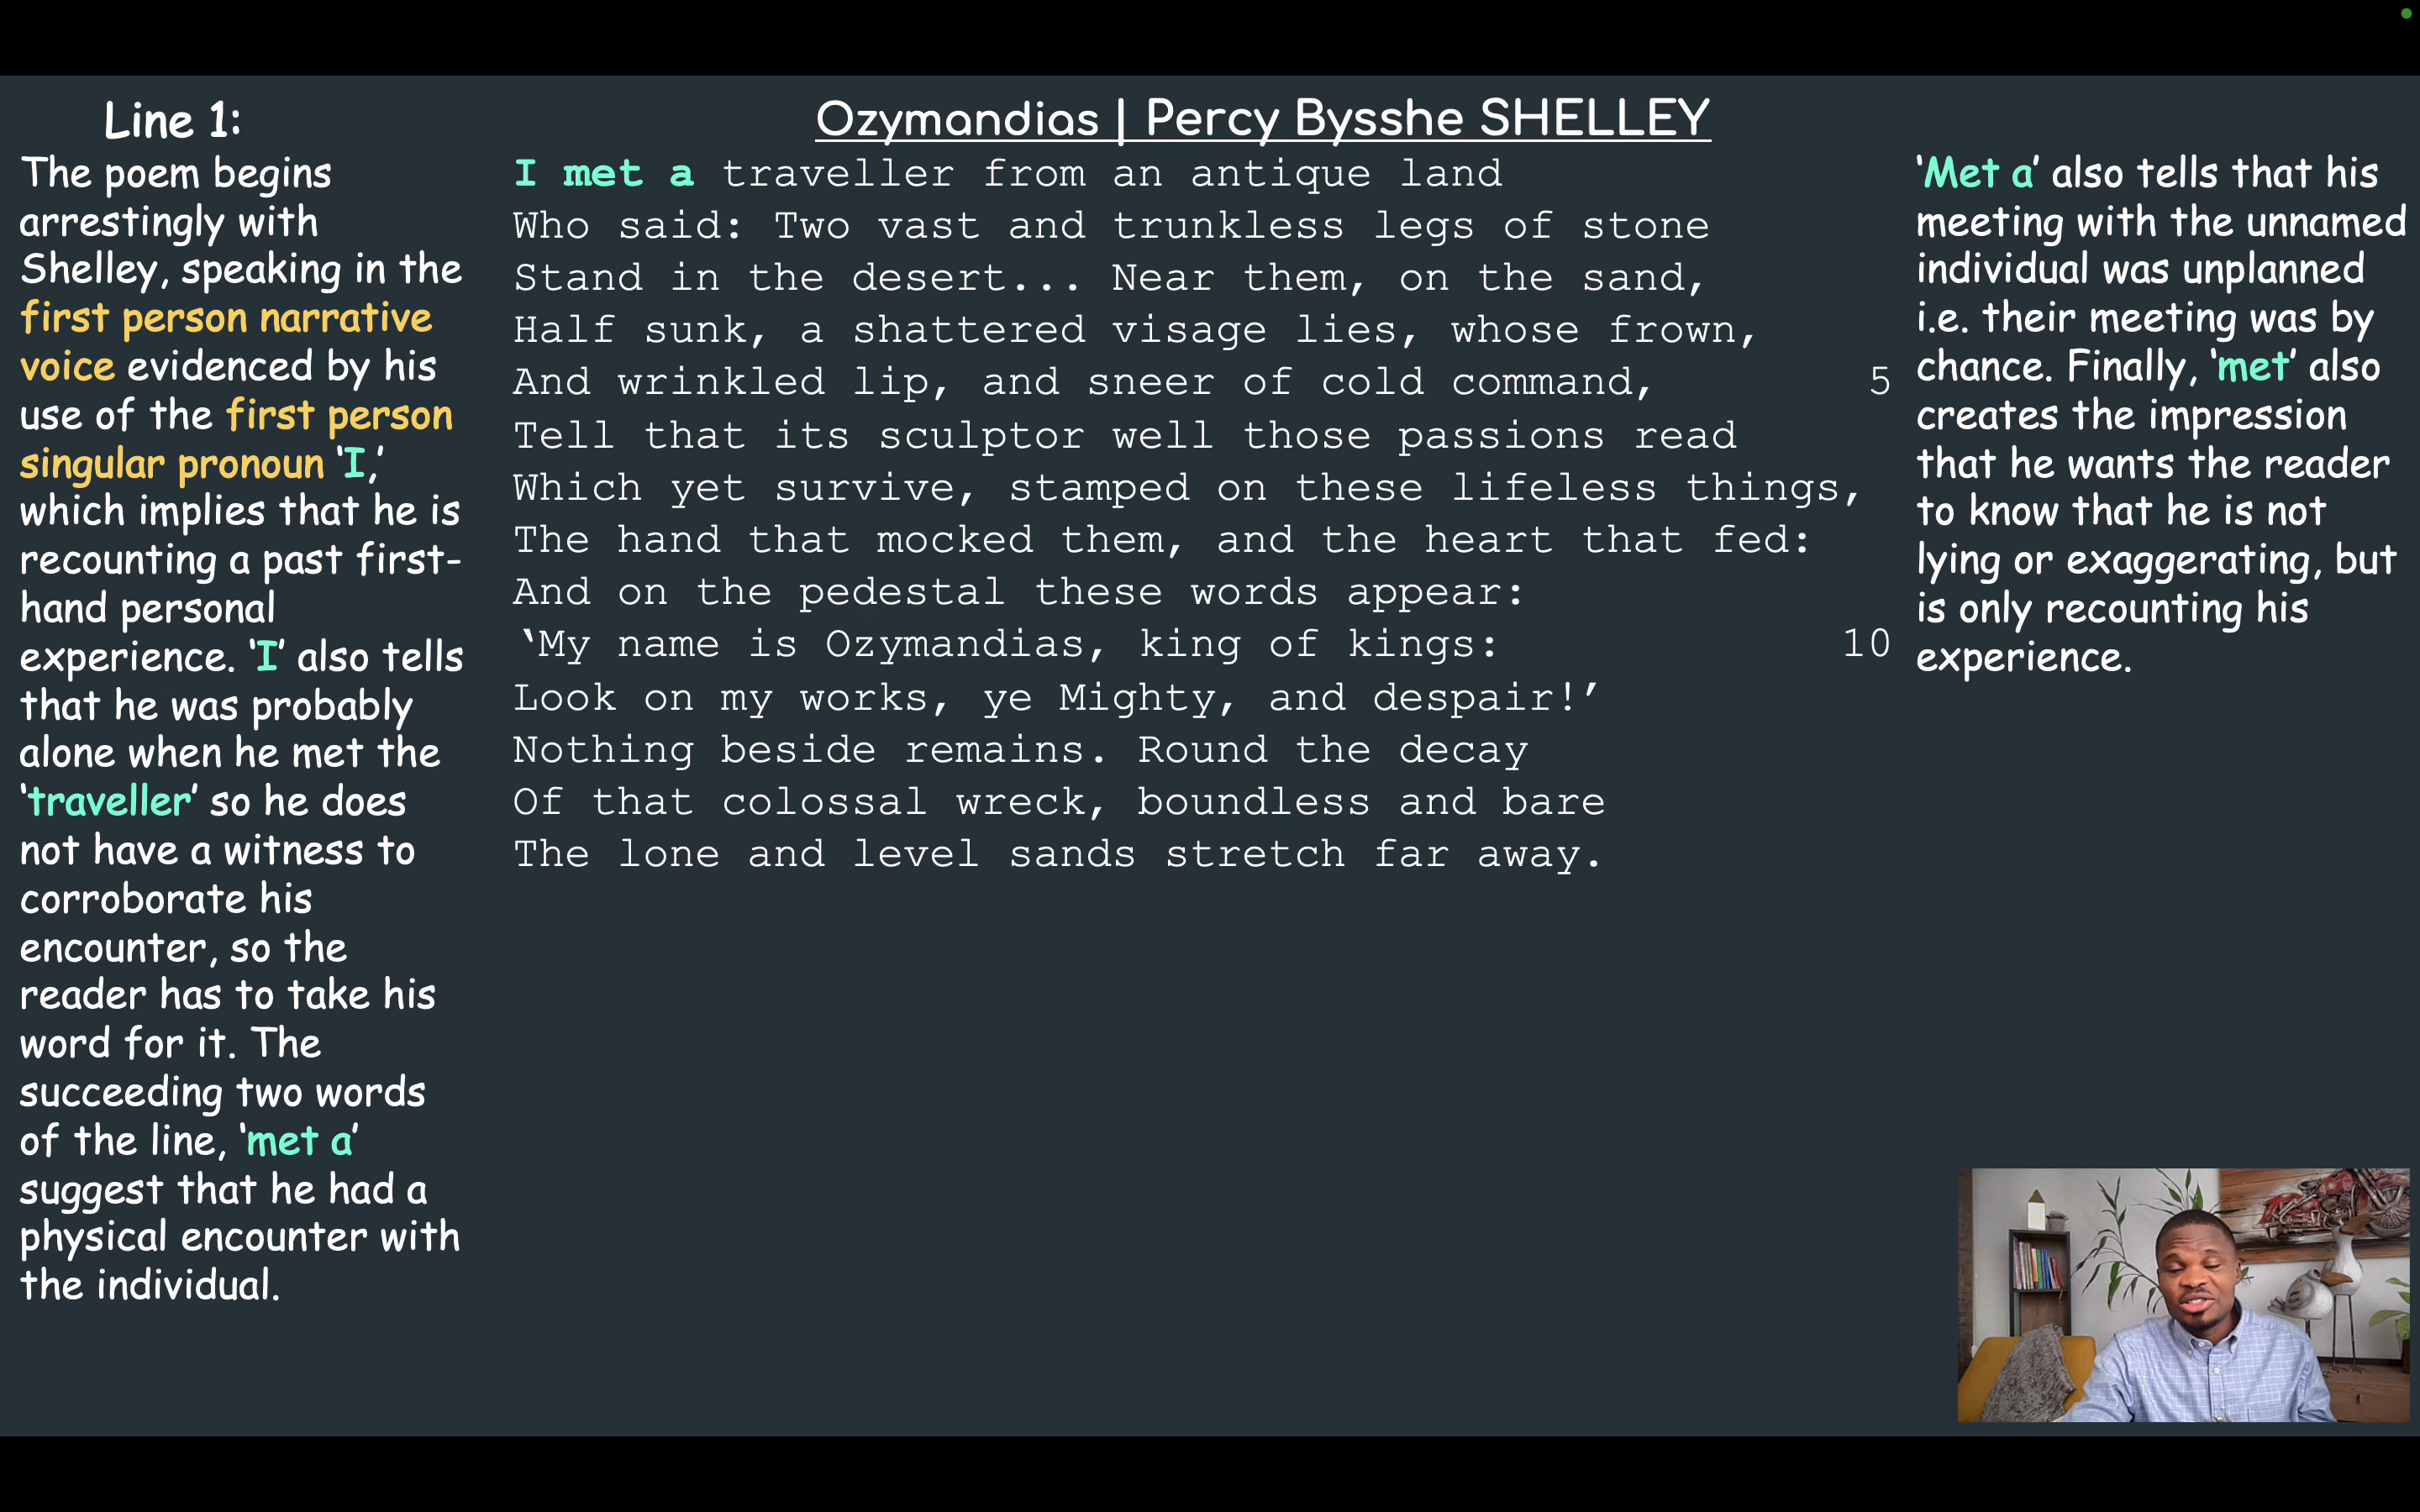 Line 1:
The poem begins
arrestingly with
Shelley, speaking in the
first person narrative
voice evidenced by his
use of the first person
singular pronoun ‘I,’
which implies that he is
recounting a past first-
hand personal
experience. ‘I’ also tells
that he was probably
alone when he met the
‘traveller’ so he does
not have a witness to
corroborate his
encounter, so the
reader has to take his
word for it. The
succeeding two words
of the line, ‘met a’
suggest that he had a
physical encounter with
the individual.
Ozymandias | Percy Bysshe SHELLEY
I met a traveller from an antique land
Who said: Two vast and trunkless legs of stone
Stand in the desert... Near them, on the sand,
Half sunk, a shattered visage lies, whose frown,
And wrinkled lip, and sneer of cold command, 5
Tell that its sculptor well those passions read
Which yet survive, stamped on these lifeless things,
The hand that mocked them, and the heart that fed:
And on the pedestal these words appear:
‘My name is Ozymandias, king of kings: 10
Look on my works, ye Mighty, and despair!’
Nothing beside remains. Round the decay
Of that colossal wreck, boundless and bare
The lone and level sands stretch far away.
‘Met a’ also tells that his
meeting with the unnamed
individual was unplanned
i.e. their meeting was by
chance. Finally, ‘met’ also
creates the impression
that he wants the reader
to know that he is not
lying or exaggerating, but
is only recounting his
experience.